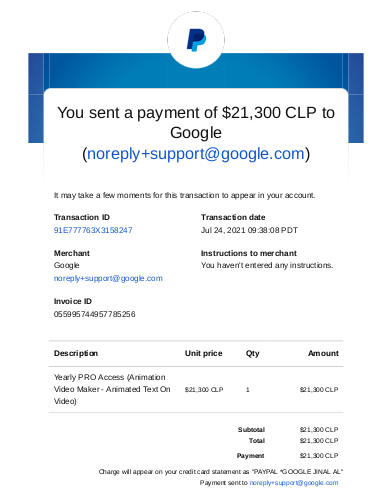 You sent a payment of $21,300 CLP to
Google
(noreply+support@google.com)
It may take a few moments for this transaction to appear in your account.
Transaction ID
91E777763X3158247
Transaction date
Jul 24, 2021 09:38:08 PDT
Merchant
Google
noreply+support@google.com
Instructions to merchant
You haven't entered any instructions.
Invoice ID
055995744957785256
Description Unit price Qty Amount
Yearly PRO Access (Animation
Video Maker - Animated Text On
Video)
$21,300 CLP 1 $21,300 CLP
Subtotal $21,300 CLP
Total $21,300 CLP
Payment $21,300 CLP
Charge will appear on your credit card statement as "PAYPAL *GOOGLE JINAL AL"
Payment sent to noreply+support@google.com